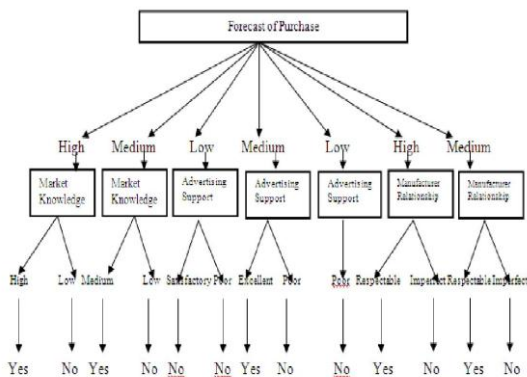 Forecast of Purchase
High Medium Low Medium Low High Medium
Market Knowledge
Market Knowledge
Advertising Support
Advertising Support
Advertising Support
Manufacturer Relationship
Manufacturer Relationship
High Low Medium Low Satisfactory Poor Excellent Poor Poor Respectable Imperfect Respectable Imperfect
Yes No Yes No No No Yes No No Yes No Yes No